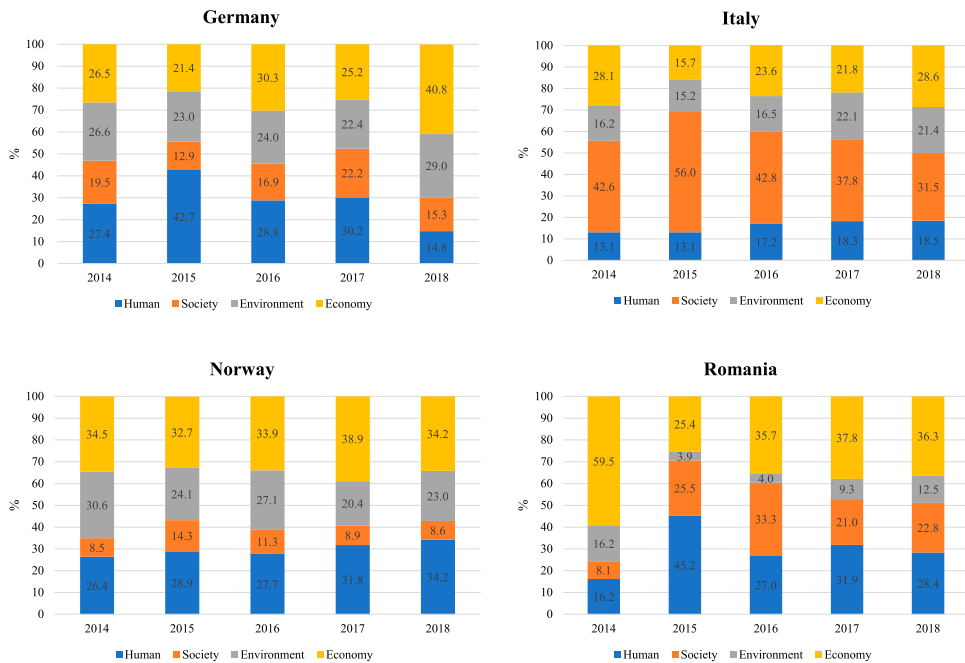 Germany
100
90
80
70
60
50
40
30
20
10
0
%
26.5 21.4 30.3 25.2 40.8
26.6 23.0 24.0 22.4 29.0
19.5 12.9 16.9 22.2 15.3
27.4 42.7 28.8 30.2 14.8
2014 2015 2016 2017 2018
Human Society Environment Economy
Italy
100
90
80
70
60
50
40
30
20
10
0
%
28.1 15.7 23.6 21.8 28.6
16.2 15.2 16.5 22.1 21.4
42.6 56.0 42.8 37.8 31.5
13.1 13.1 17.2 18.3 18.5
2014 2015 2016 2017 2018
Human Society Environment Economy
Norway
100
90
80
70
60
50
40
30
20
10
0
%
34.5 32.7 33.9 38.9 34.2
30.6 24.1 27.1 20.4 23.0
8.5 14.3 11.3 8.9 8.6
26.4 28.9 27.7 31.8 34.2
2014 2015 2016 2017 2018
Human Society Environment Economy
Romania
100
90
80
70
60
50
40
30
20
10
0
%
59.5 25.4 35.7 37.8 36.3
16.2 3.9 4.0 9.3 12.5
8.1 25.5 33.3 21.0 22.8
16.2 45.2 27.0 31.9 28.4
2014 2015 2016 2017 2018
Human Society Environment Economy